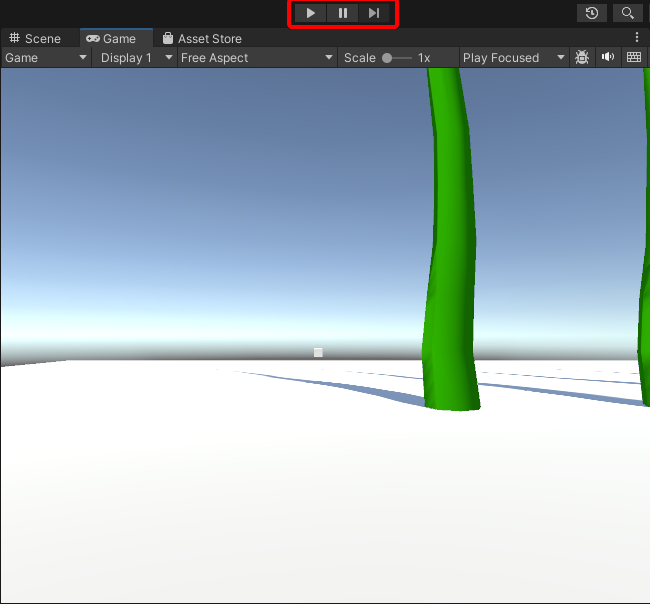 Scene Game Asset Store
Game Display 1 Free Aspect Scale 1x Play Focused